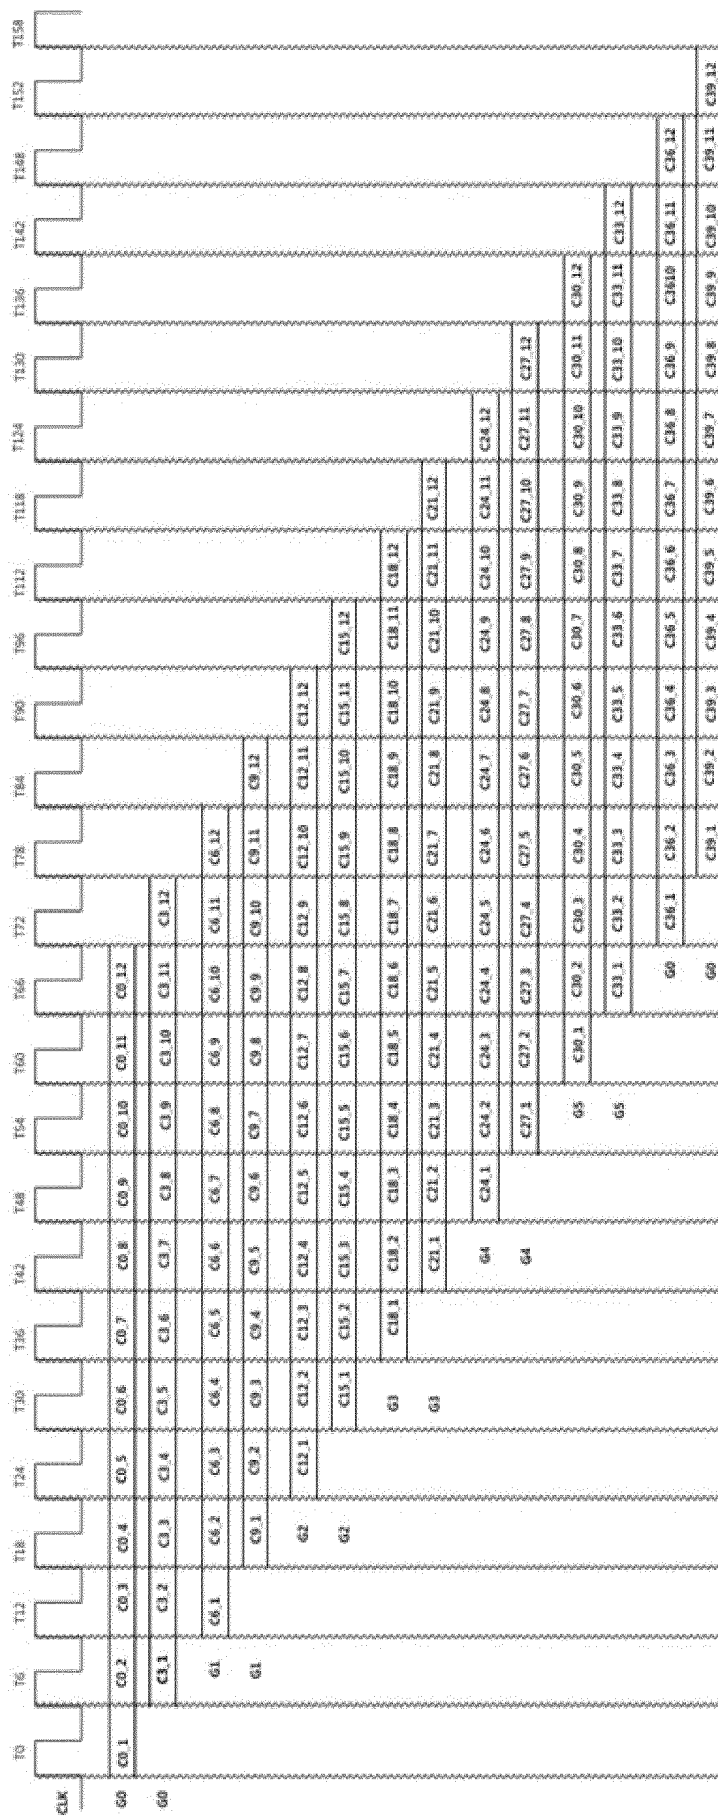 CLK T0 T6 T12 T18 T24 T30 T36 T42 T48 T54 T60 T66 T72 T78 T84 T90 T96 T112 T118 T124 T130 T136 T142 T148 T152 T158
G0 C0_1 C0_2 C0_3 C0_4 C0_5 C0_6 C0_7 C0_8 C0_9 C0_10 C0_11 C0_12
G0 C3_1 C3_2 C3_3 C3_4 C3_5 C3_6 C3_7 C3_8 C3_9 C3_10 C3_11 C3_12
G1 C6_1 C6_2 C6_3 C6_4 C6_5 C6_6 C6_7 C6_8 C6_9 C6_10 C6_11 C6_12
G1 C9_1 C9_2 C9_3 C9_4 C9_5 C9_6 C9_7 C9_8 C9_9 C9_10 C9_11 C9_12
G2 C12_1 C12_2 C12_3 C12_4 C12_5 C12_6 C12_7 C12_8 C12_9 C12_10 C12_11 C12_12
G2 C15_1 C15_2 C15_3 C15_4 C15_5 C15_6 C15_7 C15_8 C15_9 C15_10 C15_11 C15_12
G3 C18_1 C18_2 C18_3 C18_4 C18_5 C18_6 C18_7 C18_8 C18_9 C18_10 C18_11 C18_12
G3 C21_1 C21_2 C21_3 C21_4 C21_5 C21_6 C21_7 C21_8 C21_9 C21_10 C21_11 C21_12
G4 C24_1 C24_2 C24_3 C24_4 C24_5 C24_6 C24_7 C24_8 C24_9 C24_10 C24_11 C24_12
G4 C27_1 C27_2 C27_3 C27_4 C27_5 C27_6 C27_7 C27_8 C27_9 C27_10 C27_11 C27_12
G5 C30_1 C30_2 C30_3 C30_4 C30_5 C30_6 C30_7 C30_8 C30_9 C30_10 C30_11 C30_12
G5 C33_1 C33_2 C33_3 C33_4 C33_5 C33_6 C33_7 C33_8 C33_9 C33_10 C33_11 C33_12
G0 C36_1 C36_2 C36_3 C36_4 C36_5 C36_6 C36_7 C36_8 C36_9 C3610 C36_11 C36_12
G0 C39_1 C39_2 C39_3 C39_4 C39_5 C39_6 C39_7 C39_8 C39_9 C39_10 C39_11 C39_12